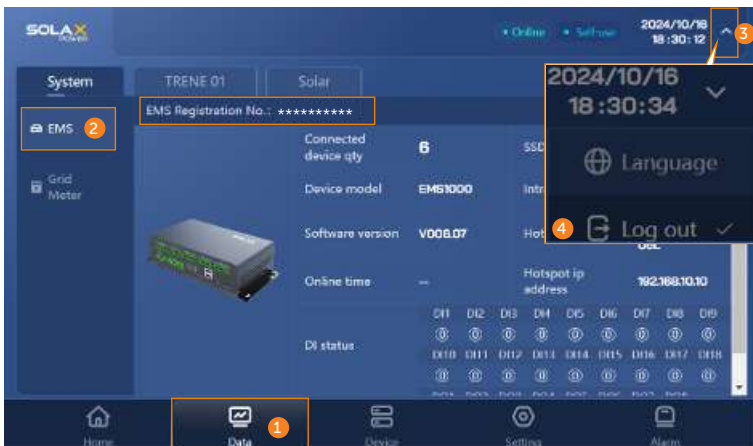 SOLAX
POWER
Online
Self use
2024/10/16
18:30:12
3
System
TRENE 01
Solar
2024/10/16
18:30:34
EMS Registration No.: **********
EMS 2
Connected
device qty
6
SSD
Language
Grid
Meter
Device model
EMS1000
Intr
Software version
V006.07
Hot
4 Log out
Online time
--
Hotspot ip
address
192.168.10.10
DI1 DI2 DI3 DI4 DI5 DI6 DI7 DI8 DI9
DI status
DI10 DI11 DI12 DI13 DI14 DI15 DI16 DI17 DI18
1
Home
Data
Device
Setting
Alarm